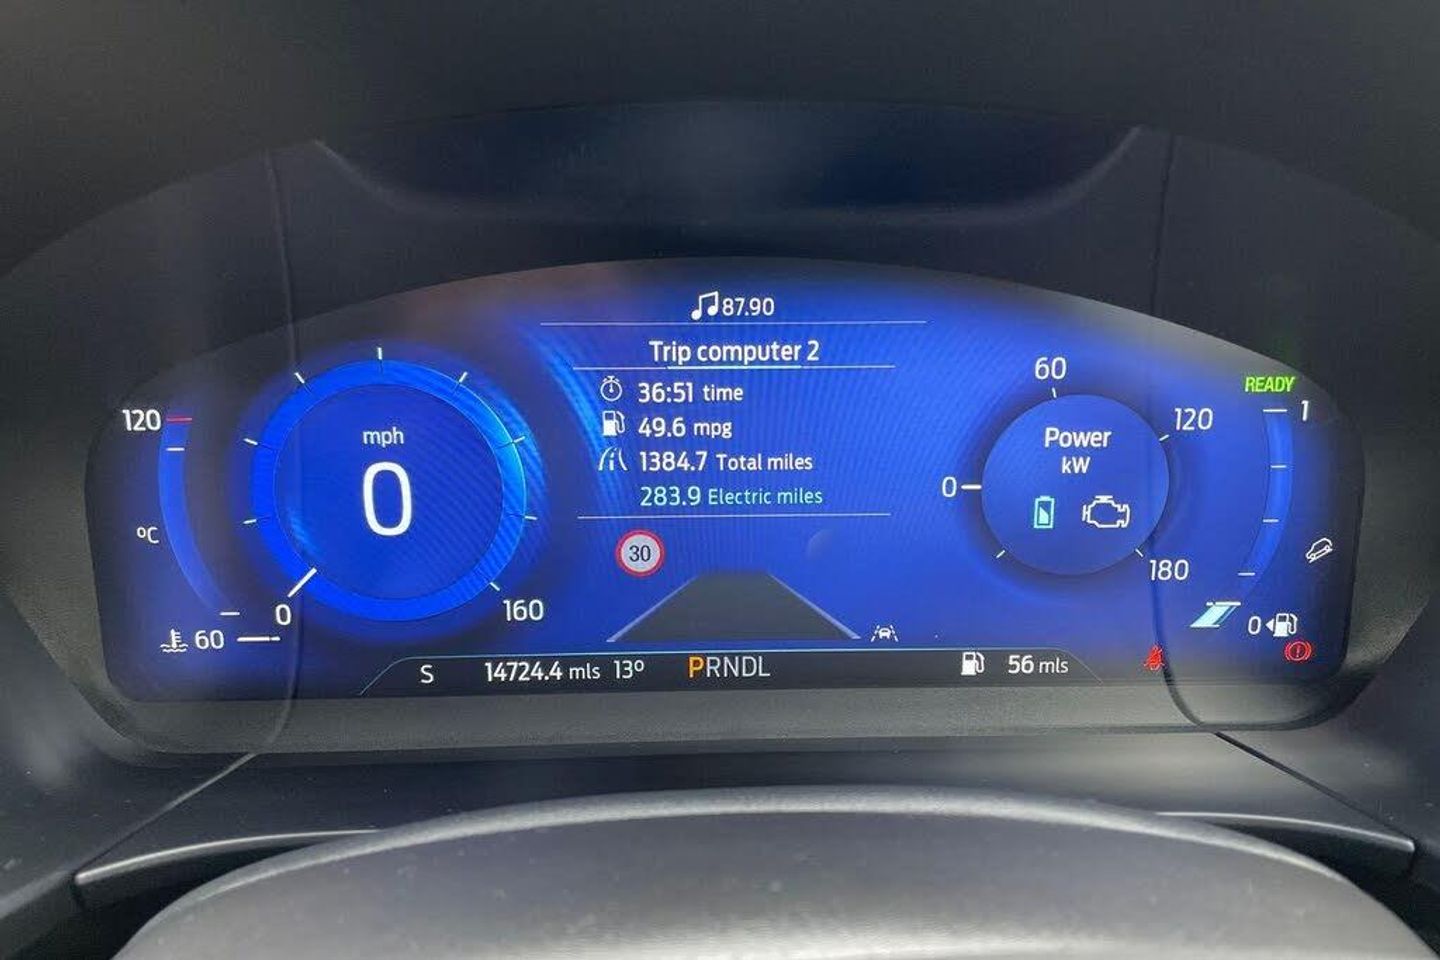 87.90
Trip computer 2
36:51 time
49.6 mpg
1384.7 Total miles
283.9 Electric miles
30
mph
0
0
160
120
ºC
60
60
120
0
180
Power
kW
READY
1
0
S 14724.4 mls 13º PRNDL 56 mls